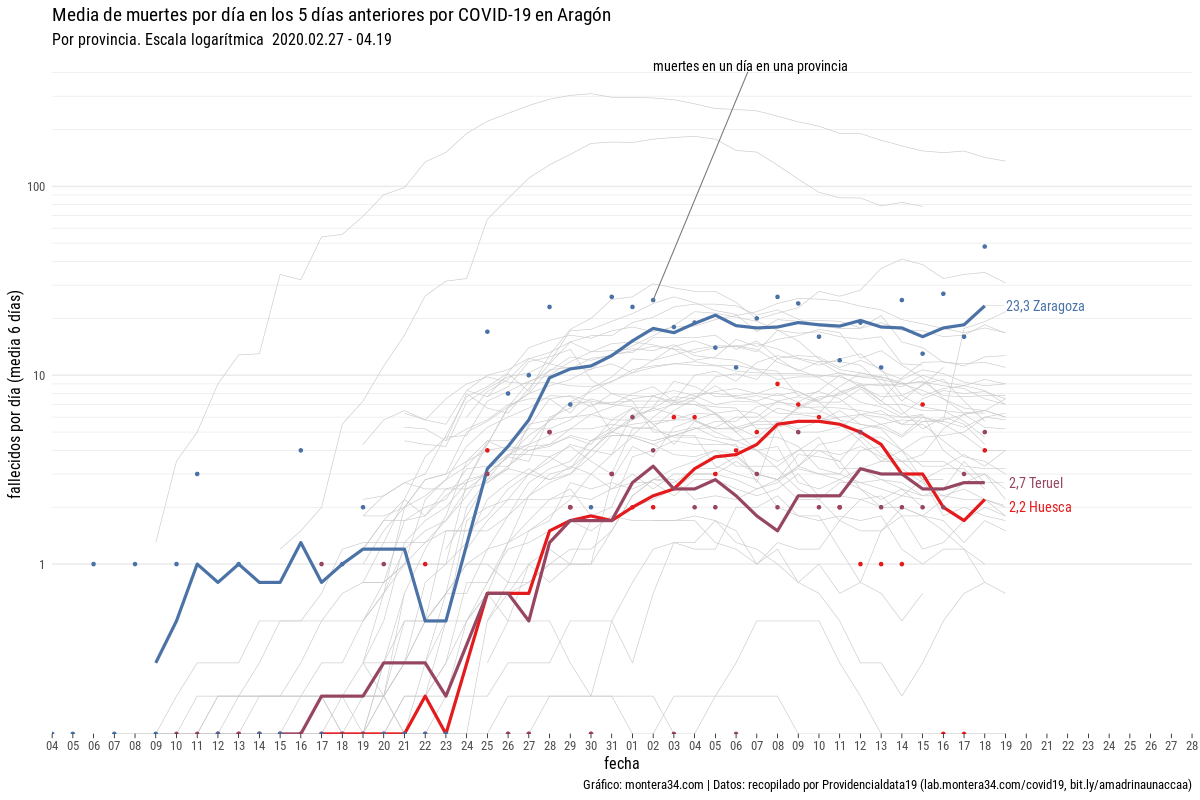 Media de muertes por día en los 5 días anteriores por COVID-19 en Aragón
Por provincia. Escala logarítmica  2020.02.27 - 04.19
muertes en un día en una provincia
fallecidos por día (media 6 días)
100
10
1
23,3 Zaragoza
2,7 Teruel
2,2 Huesca
04 05 06 07 08 09 10 11 12 13 14 15 16 17 18 19 20 21 22 23 24 25 26 27 28 29 30 31 01 02 03 04 05 06 07 08 09 10 11 12 13 14 15 16 17 18 19 20 21 22 23 24 25 26 27 28
fecha
Gráfico: montera34.com | Datos: recopilado por Providencialdata19 (lab.montera34.com/covid19, bit.ly/amadrinaunaccaa)